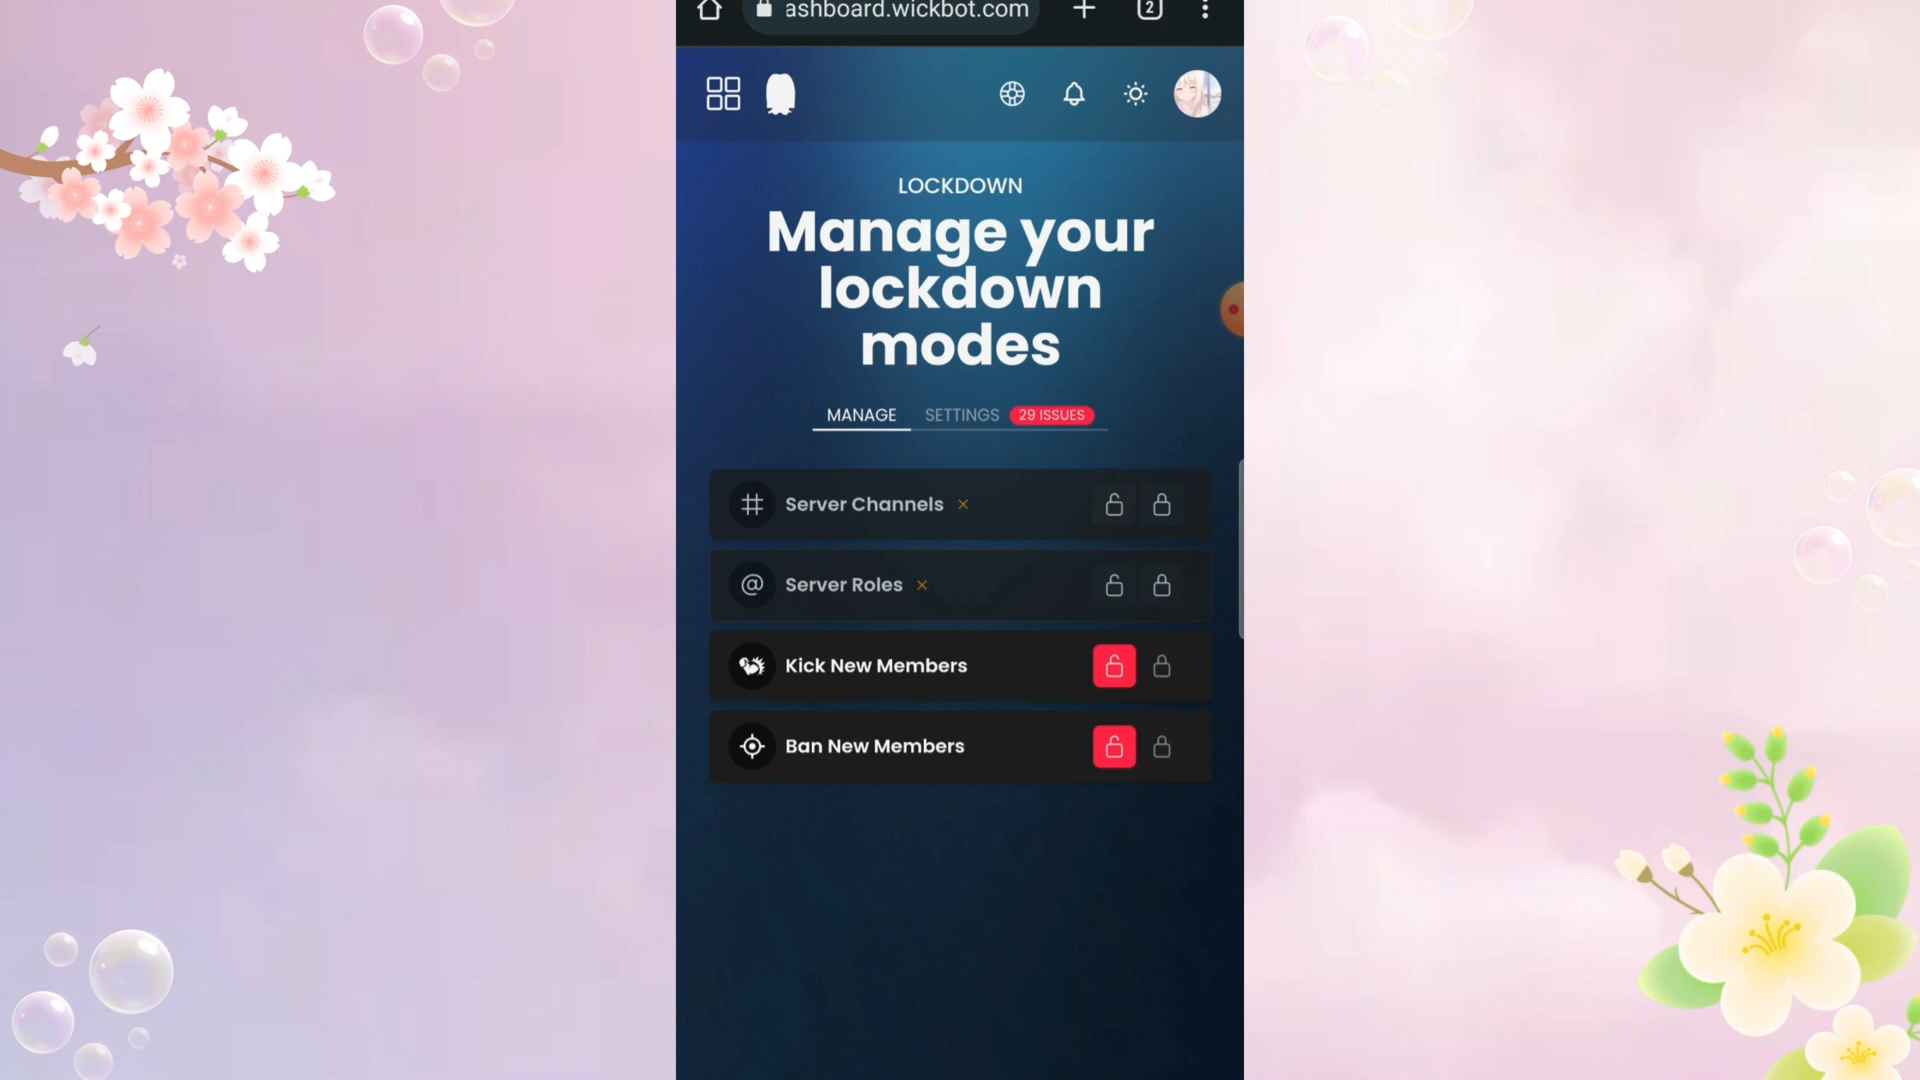 ashboard.wickbot.com
2
LOCKDOWN
Manage your
lockdown
modes
MANAGE SETTINGS 29 ISSUES
Server Channels
Server Roles
Kick New Members
Ban New Members